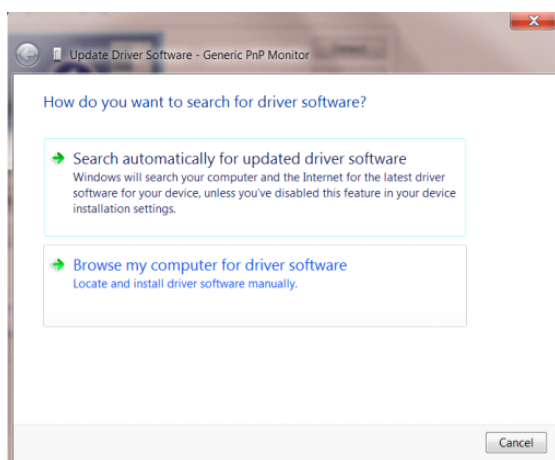 X
Update Driver Software - Generic PnP Monitor
How do you want to search for driver software?
Search automatically for updated driver software
Windows will search your computer and the Internet for the latest driver
software for your device, unless you've disabled this feature in your device
installation settings.
Browse my computer for driver software
Locate and install driver software manually.
Cancel